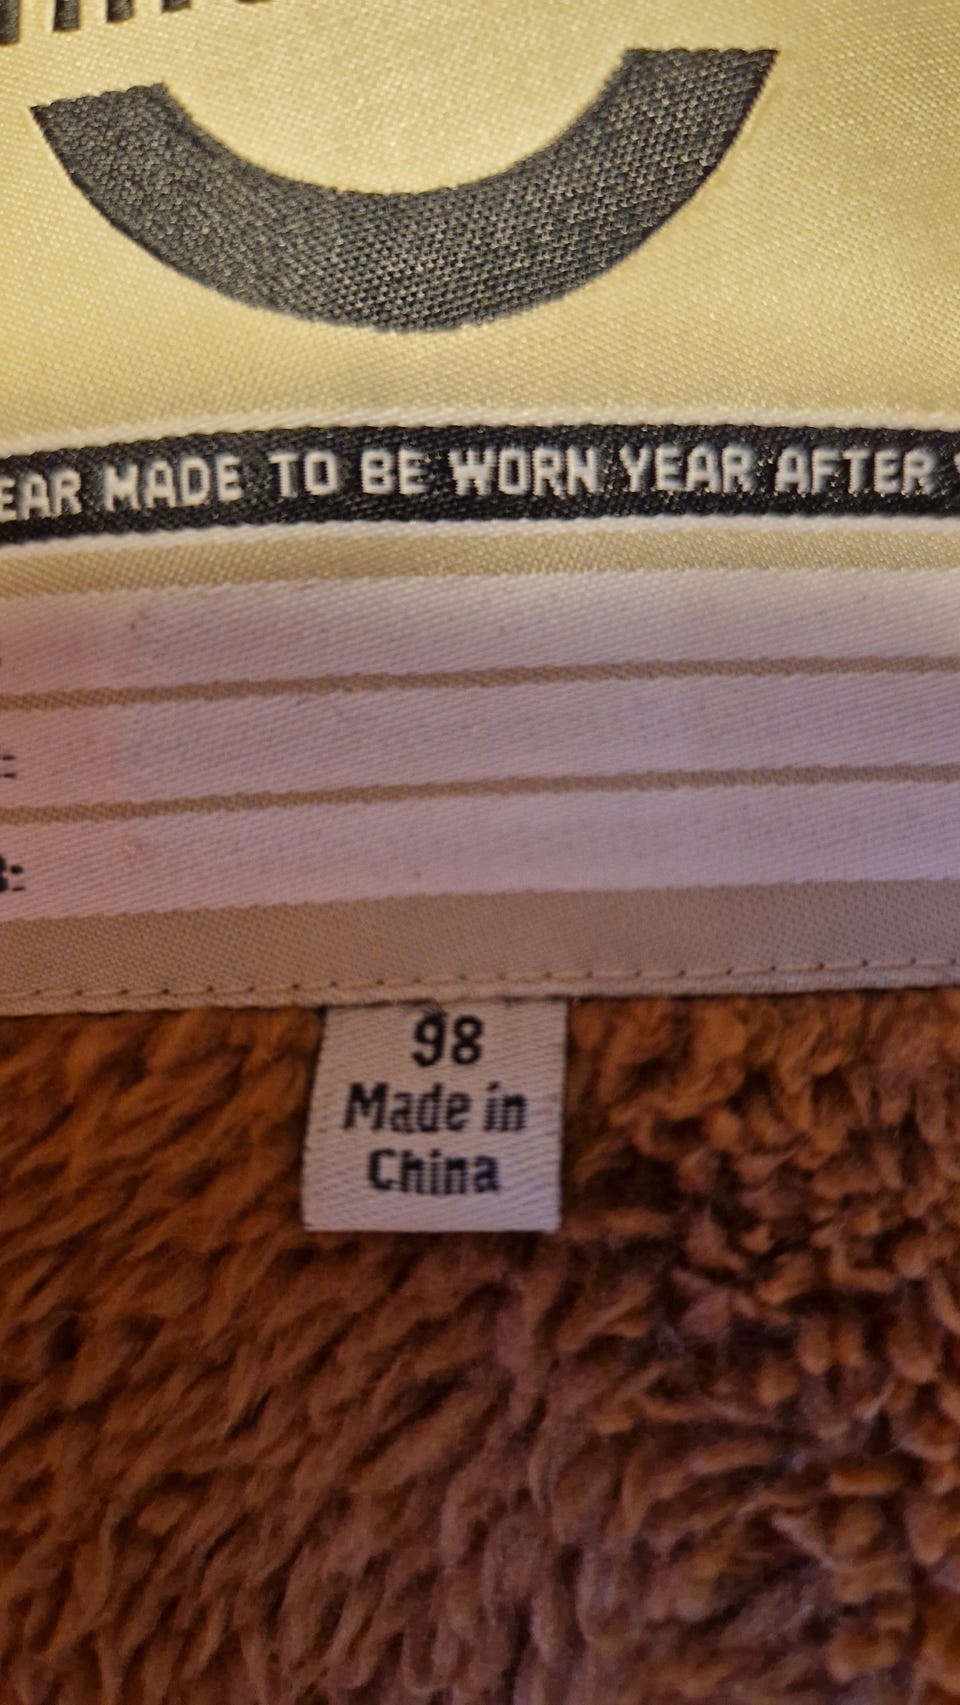 EAR MADE TO BE WORN YEAR AFTER
98
Made in
China